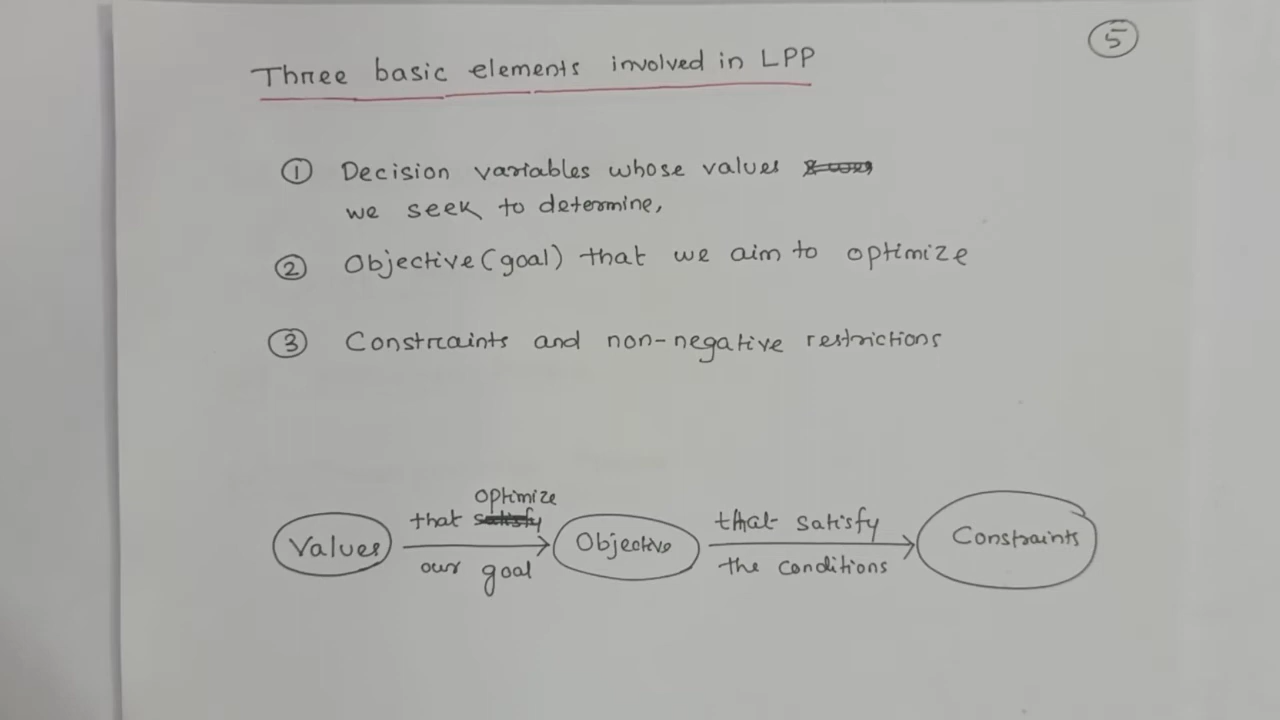 5
Three basic elements involved in LPP
① Decision variables whose values
we seek to determine,
② Objective (goal) that we aim to optimize
③ Constraints and non-negative restrictions
optimize
that satisfy
that satisfy
Values
Objective
Constraints
our goal
the conditions